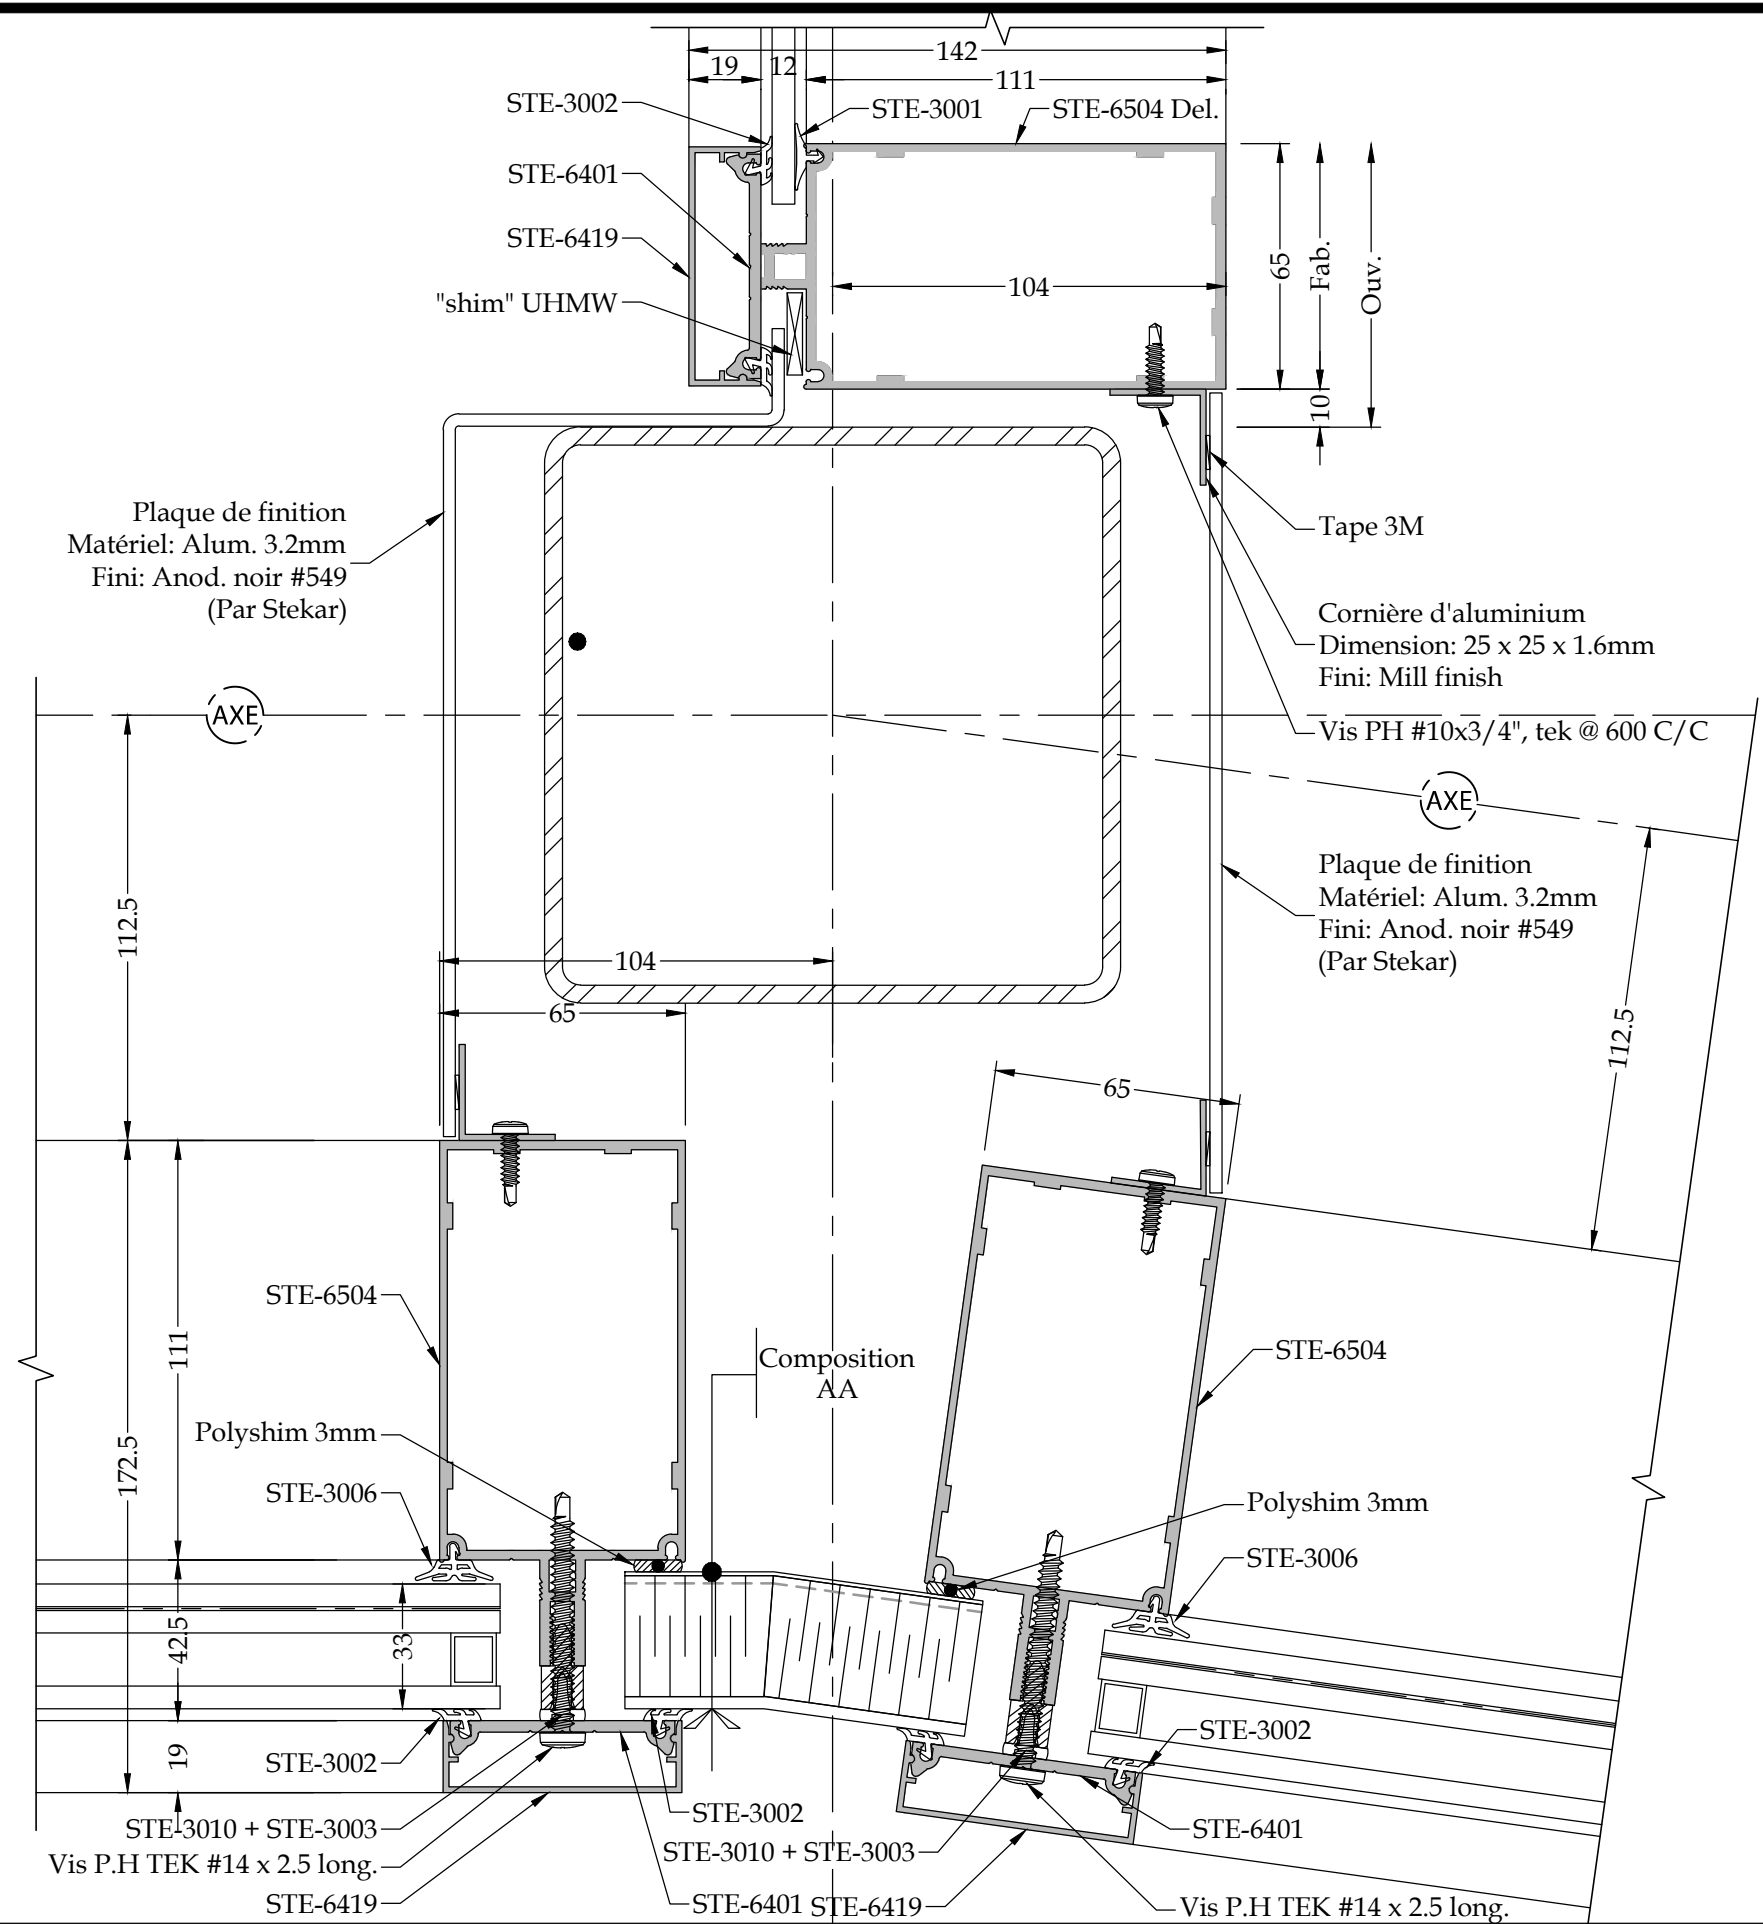 142
19
12
111
STE-3002
STE-3001
STE-6504 Del.
STE-6401
STE-6419
"shim" UHMW
104
65
Fab.
Ouv.
10
Plaque de finition
Matériel: Alum. 3.2mm
Fini: Anod. noir #549
(Par Stekar)
Tape 3M
Cornière d'aluminium
Dimension: 25 x 25 x 1.6mm
Fini: Mill finish
Vis PH #10x3/4", tek @ 600 C/C
AXE
AXE
Plaque de finition
Matériel: Alum. 3.2mm
Fini: Anod. noir #549
(Par Stekar)
112.5
104
65
112.5
65
STE-6504
111
Composition
AA
STE-6504
Polyshim 3mm
172.5
STE-3006
Polyshim 3mm
STE-3006
42.5
33
STE-3002
19
STE-3002
STE-3002
STE-3010 + STE-3003
STE-6401
STE-3010 + STE-3003
Vis P.H TEK #14 x 2.5 long.
STE-6419
STE-6401
STE-6419
Vis P.H TEK #14 x 2.5 long.